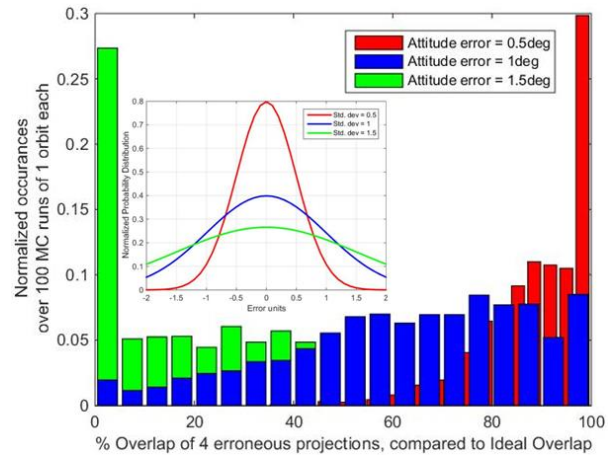 0.3
0.25
0.2
0.15
0.1
0.05
0
Normalized occurances
over 100 MC runs of 1 orbit each
Attitude error = 0.5deg
Attitude error = 1deg
Attitude error = 1.5deg
0.8
0.7
0.6
0.5
0.4
0.3
0.2
0.1
0
Normalized Probability Distribution
Std. dev = 0.5
Std. dev = 1
Std. dev = 1.5
-2 -1.5 -1 -0.5 0 0.5 1 1.5 2
Error units
0 20 40 60 80 100
% Overlap of 4 erroneous projections, compared to Ideal Overlap